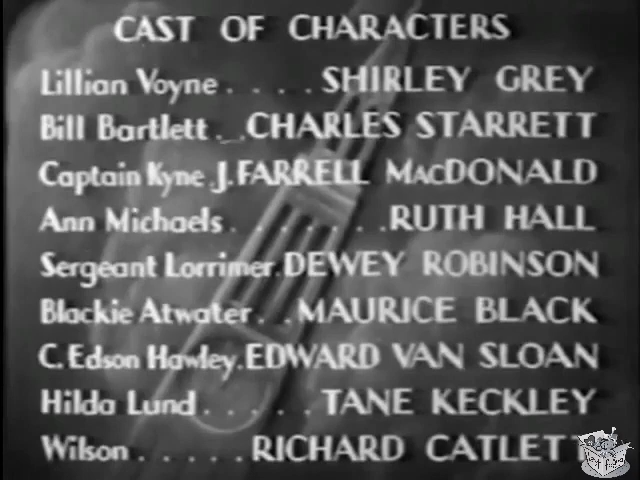 CAST OF CHARACTERS
Lillian Voyne . . . . SHIRLEY GREY
Bill Bartlett . . CHARLES STARRETT
Captain Kyne J. FARRELL MACDONALD
Ann Michaels . . . . . . . RUTH HALL
Sergeant Lorrimer. DEWEY ROBINSON
Blackie Atwater . . MAURICE BLACK
C. Edson Hawley. EDWARD VAN SLOAN
Hilda Lund . . . . . TANE KECKLEY
Wilson . . . . . RICHARD CATLETT